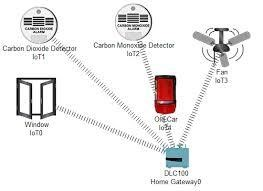 CARBON DIOXIDE
ALARM
Carbon Dioxide Detector
IoT1
CARBON MONOXIDE
ALARM
Carbon Monoxide Detector
IoT2
Fan
IoT3
Window
IoT0
IoT4
DLC100
Home Gateway0